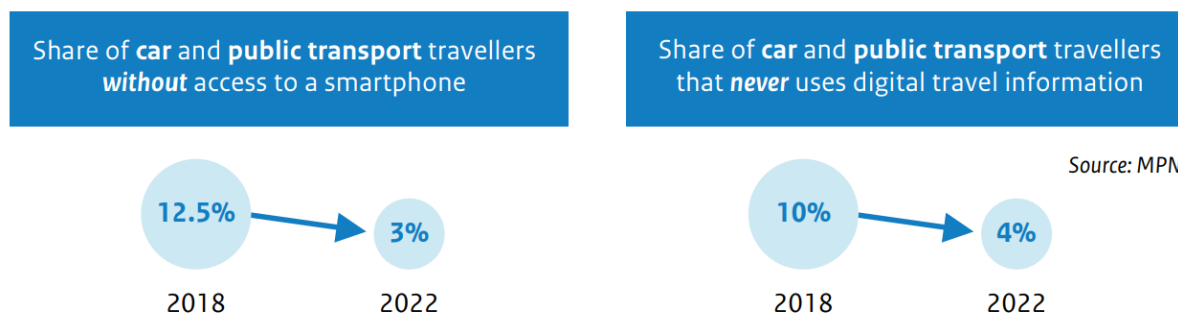 Share of car and public transport travellers
without access to a smartphone
12.5%
3%
2018
2022
Share of car and public transport travellers
that never uses digital travel information
Source: MPN
10%
4%
2018
2022